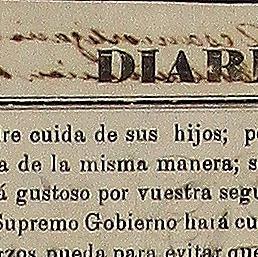 DIAR
re cuida de sus hijos; p
a de la misma manera; s
á gustoso por vuestra segu
Supremo Gobierno hará cu
rzos pueda para evitar que